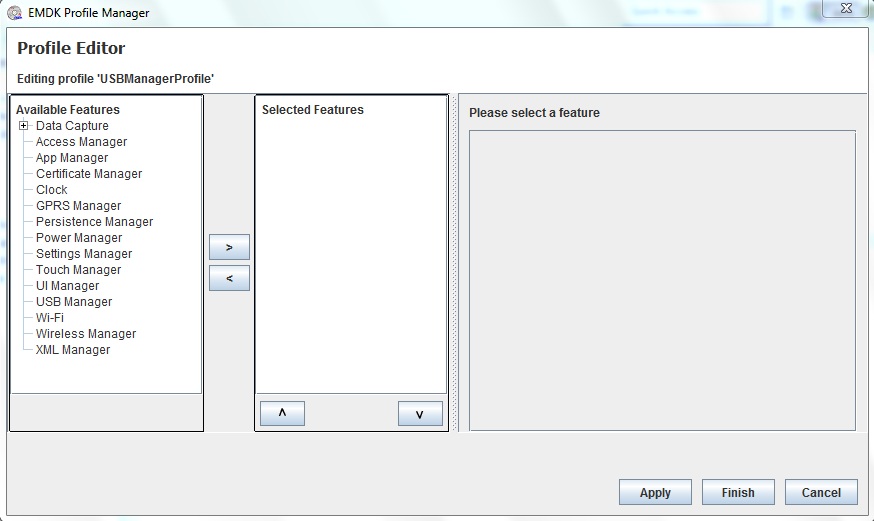 EMDK Profile Manager
Profile Editor
Editing profile 'USBManagerProfile'
Available Features
Data Capture
Access Manager
App Manager
Certificate Manager
Clock
GPRS Manager
Persistence Manager
Power Manager
Settings Manager
Touch Manager
UI Manager
USB Manager
Wi-Fi
Wireless Manager
XML Manager
>
<
Selected Features
^
v
Please select a feature
Apply
Finish
Cancel